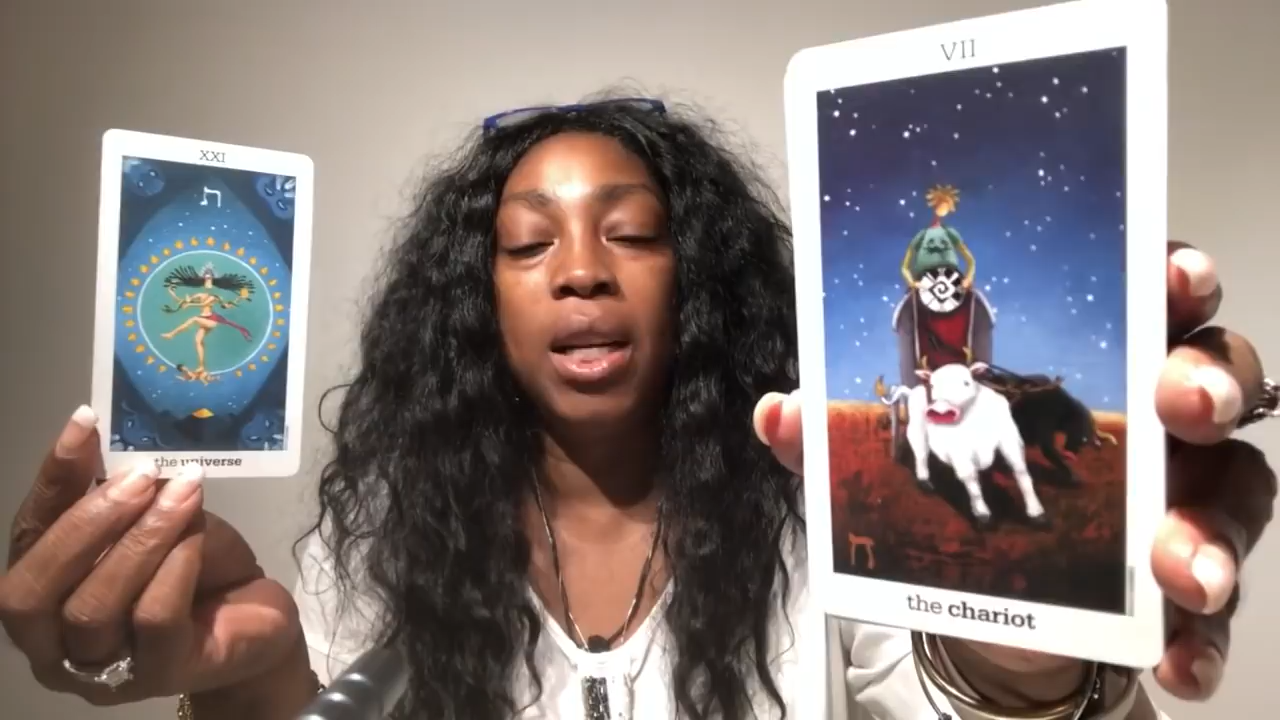 XXI
ת
the universe
VII
ח
the chariot